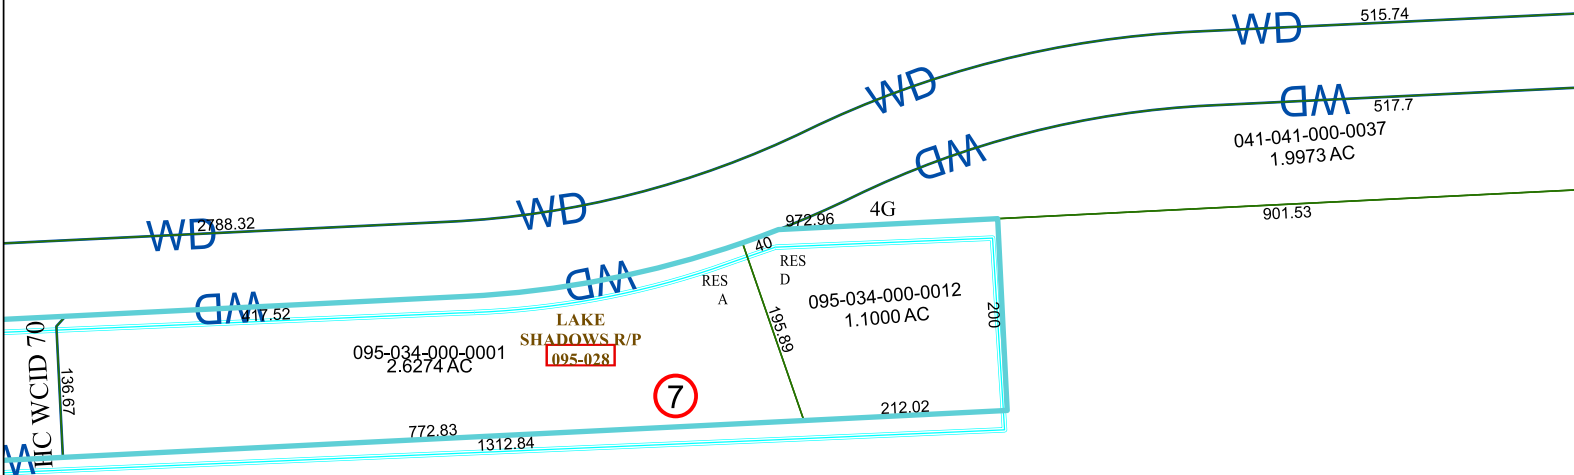 515.74
WD
WD
WD
517.7
041-041-000-0037
1.9973 AC
WD
WD
4G
972.96
901.53
WD
2788.32
40
RES
D
RES
A
WD
095-034-000-0012
1.1000 AC
200
WD
417.52
195.89
LAKE
SHADOWS R/P
095-028
HC WCID 70
095-034-000-0001
2.6274 AC
136.67
7
212.02
772.83
1312.84
W